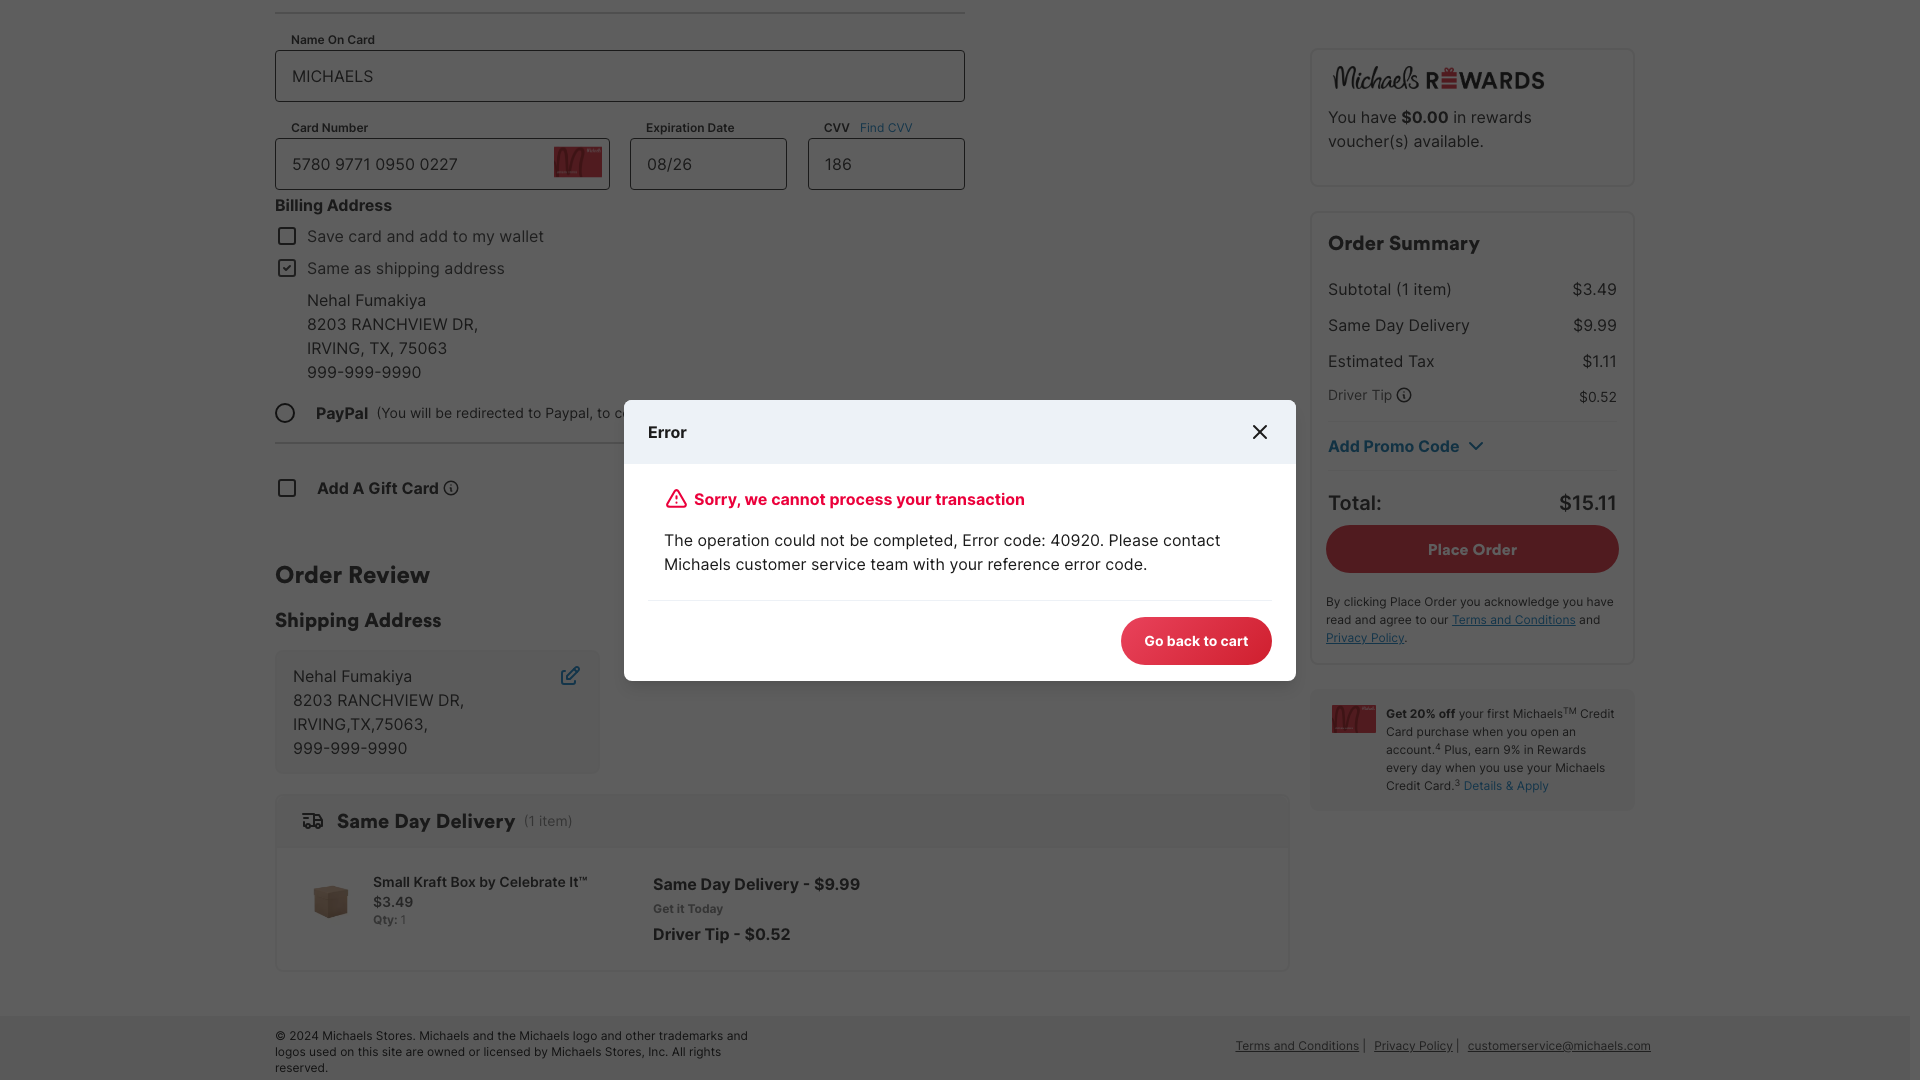 Name On Card
MICHAELS
Card Number
Expiration Date
CVV Find CVV
5780 9771 0950 0227
08/26
186
Billing Address
Save card and add to my wallet
Same as shipping address
Nehal Fumakiya
8203 RANCHVIEW DR,
IRVING, TX, 75063
999-999-9990
PayPal (You will be redirected to Paypal, to c
Add A Gift Card
Order Review
Shipping Address
Nehal Fumakiya
8203 RANCHVIEW DR,
IRVING,TX,75063,
999-999-9990
Same Day Delivery (1 item)
Small Kraft Box by Celebrate It™
$3.49
Qty: 1
Same Day Delivery - $9.99
Get it Today
Driver Tip - $0.52
Error
Sorry, we cannot process your transaction
The operation could not be completed, Error code: 40920. Please contact
Michaels customer service team with your reference error code.
Go back to cart
Michaels REWARDS
You have $0.00 in rewards
voucher(s) available.
Order Summary
Subtotal (1 item) $3.49
Same Day Delivery $9.99
Estimated Tax $1.11
Driver Tip $0.52
Add Promo Code
Total: $15.11
Place Order
By clicking Place Order you acknowledge you have
read and agree to our Terms and Conditions and
Privacy Policy.
Get 20% off your first Michaels™ Credit
Card purchase when you open an
account.4 Plus, earn 9% in Rewards
every day when you use your Michaels
Credit Card.3 Details & Apply
© 2024 Michaels Stores. Michaels and the Michaels logo and other trademarks and
logos used on this site are owned or licensed by Michaels Stores, Inc. All rights
reserved.
Terms and Conditions | Privacy Policy | customerservice@michaels.com